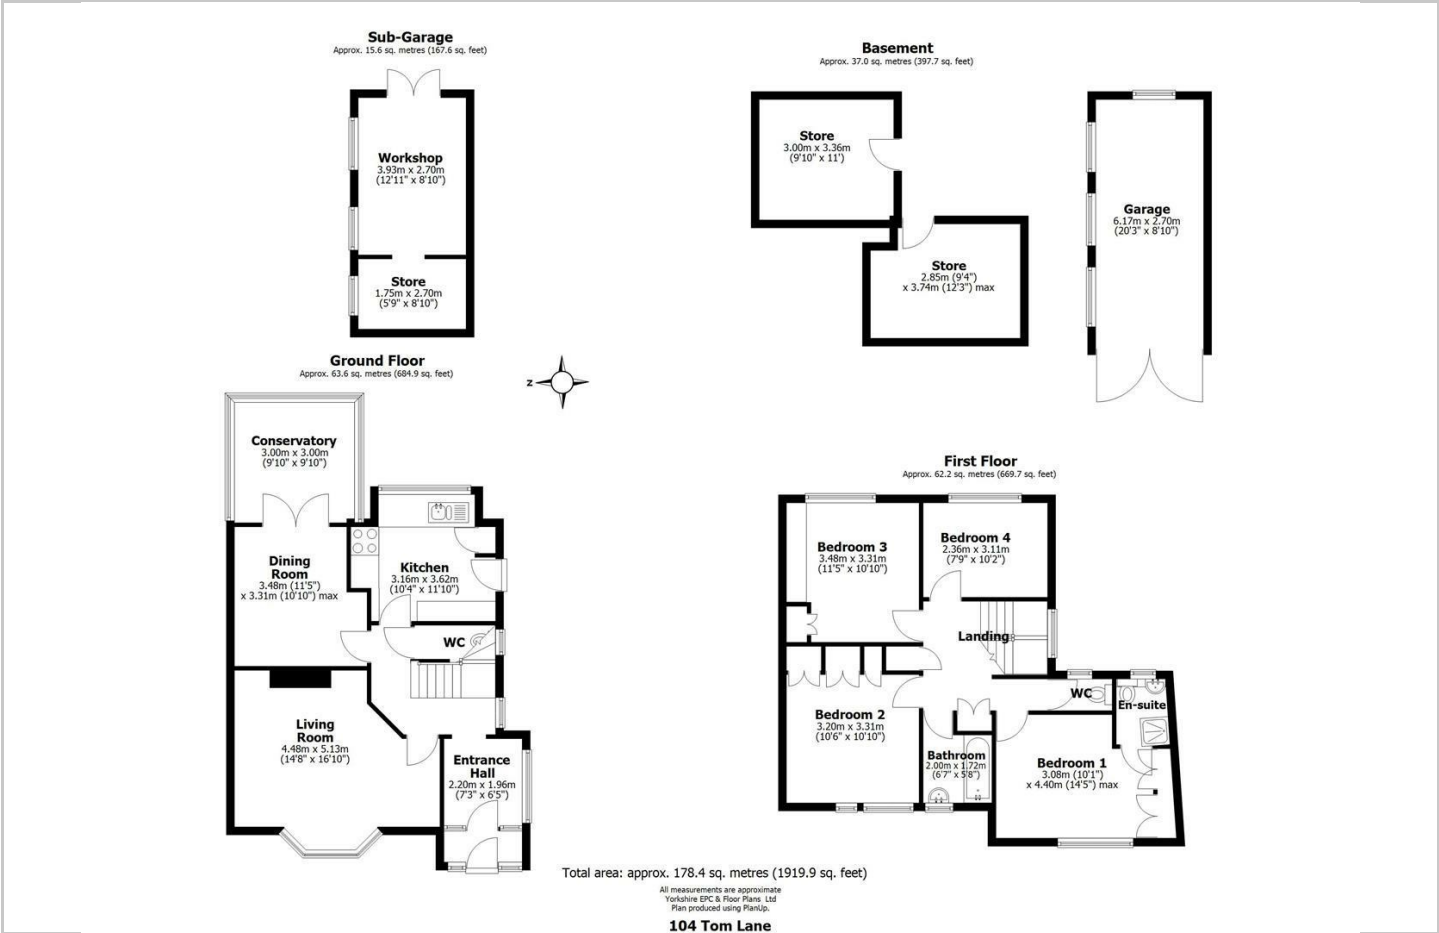 Sub-Garage
Approx. 15.6 sq. metres (167.6 sq. feet)
Workshop
3.93m x 2.70m
(12'11" x 8'10")
Store
1.75m x 2.70m
(5'9" x 8'10")
Basement
Approx. 37.0 sq. metres (397.7 sq. feet)
Store
3.00m x 3.36m
(9'10" x 11')
Store
2.85m (9'4")
x 3.74m (12'3") max
Garage
6.17m x 2.70m
(20'3" x 8'10")
Ground Floor
Approx. 63.6 sq. metres (684.9 sq. feet)
Conservatory
3.00m x 3.00m
(9'10" x 9'10")
Dining
Room
3.48m (11'5")
x 3.31m (10'10") max
Kitchen
3.16m x 3.62m
(10'4" x 11'10")
WC
Living
Room
4.48m x 5.13m
(14'8" x 16'10")
Entrance
Hall
2.20m x 1.96m
(7'3" x 6'5")
N
First Floor
Approx. 62.2 sq. metres (669.7 sq. feet)
Bedroom 3
3.48m x 3.31m
(11'5" x 10'10")
Bedroom 4
2.36m x 3.11m
(7'9" x 10'2")
Landing
Bedroom 2
3.20m x 3.31m
(10'6" x 10'10")
WC
En-suite
Bathroom
2.00m x 1.72m
(6'7" x 5'8")
Bedroom 1
3.08m (10'1")
x 4.40m (14'5") max
Total area: approx. 178.4 sq. metres (1919.9 sq. feet)
All measurements are approximate
Yorkshire EPC & Floor Plans Ltd
Plan produced using PlanUp.
104 Tom Lane